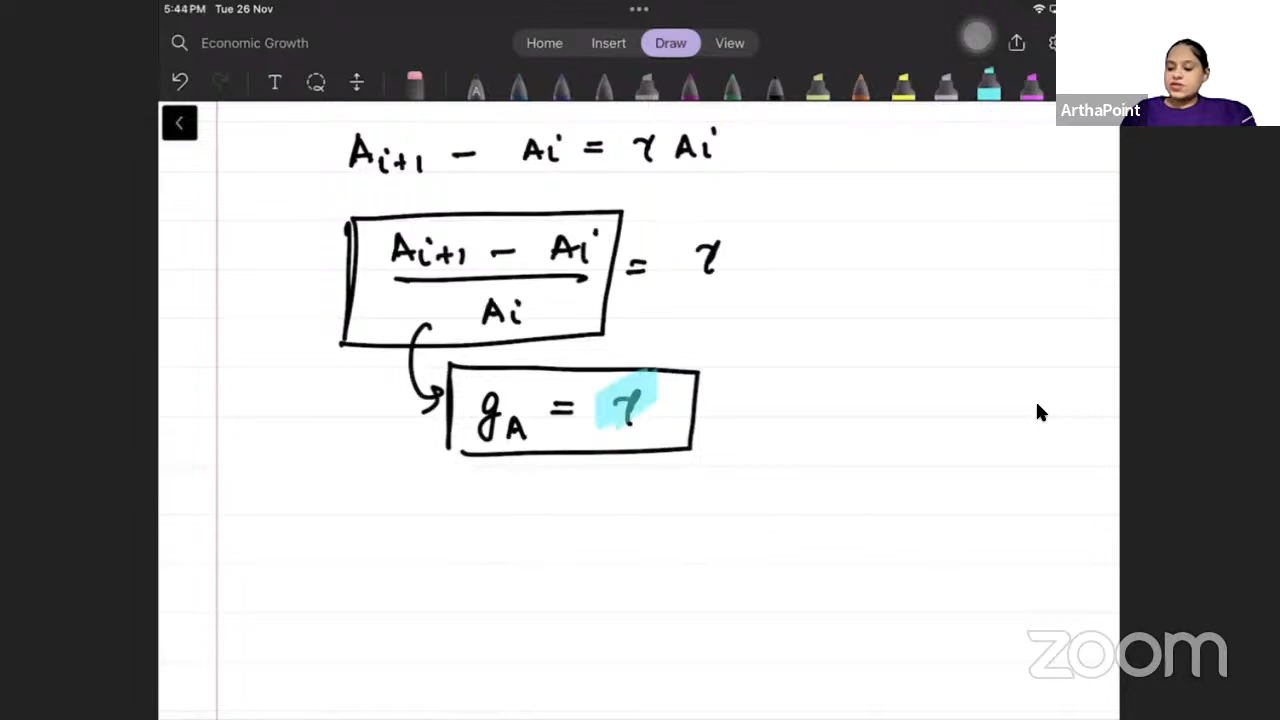 5:44 PM Tue 26 Nov
Economic Growth
Home Insert Draw View
T
A
ArthaPoint
A_{i+1} - A_i = γ A_i
\frac{A_{i+1} - A_i}{A_i} = γ
g_A = γ
zoom